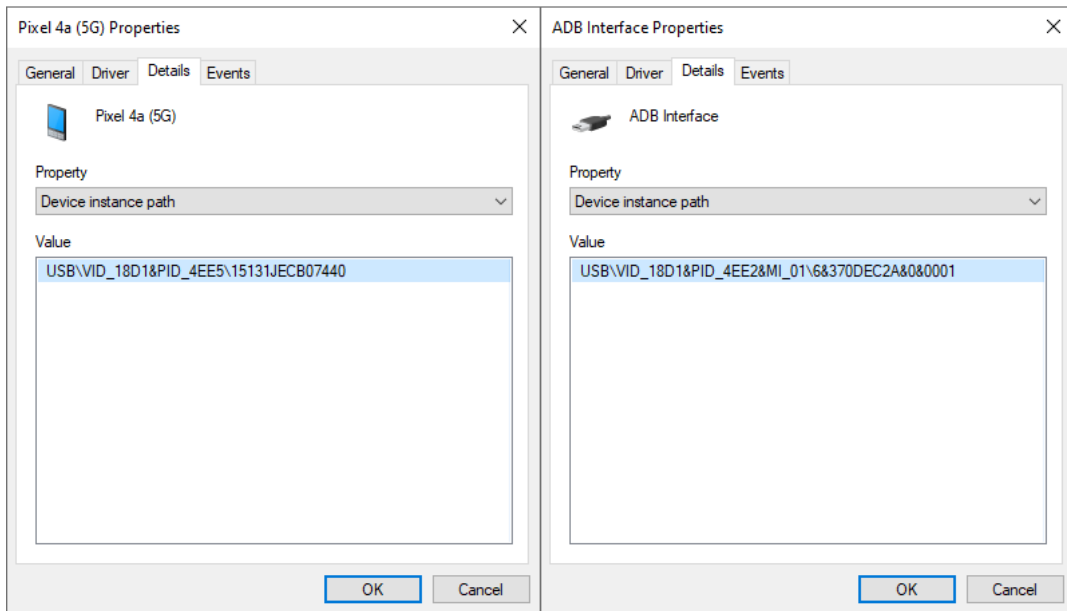 Pixel 4a (5G) Properties
General Driver Details Events
Pixel 4a (5G)
Property
Device instance path
Value
USB\VID_18D1&PID_4EE5\15131JECB07440
OK Cancel
ADB Interface Properties
General Driver Details Events
ADB Interface
Property
Device instance path
Value
USB\VID_18D1&PID_4EE2&MI_01\6&370DEC2A&0&0001
OK Cancel